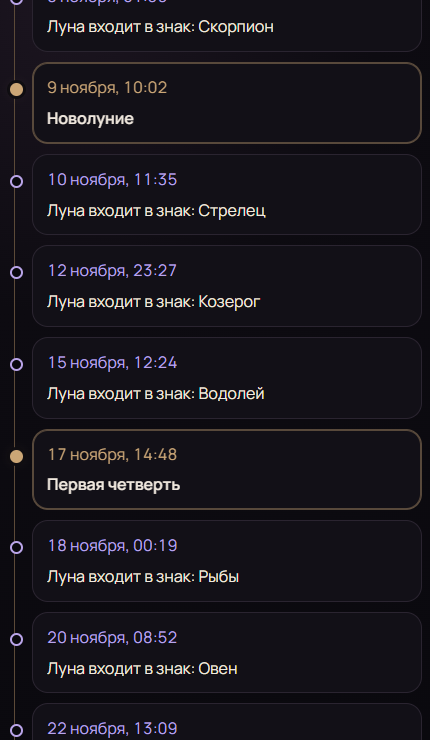 Луна входит в знак: Скорпион
9 ноября, 10:02
Новолуние
10 ноября, 11:35
Луна входит в знак: Стрелец
12 ноября, 23:27
Луна входит в знак: Козерог
15 ноября, 12:24
Луна входит в знак: Водолей
17 ноября, 14:48
Первая четверть
18 ноября, 00:19
Луна входит в знак: Рыбы
20 ноября, 08:52
Луна входит в знак: Овен
22 ноября, 13:09